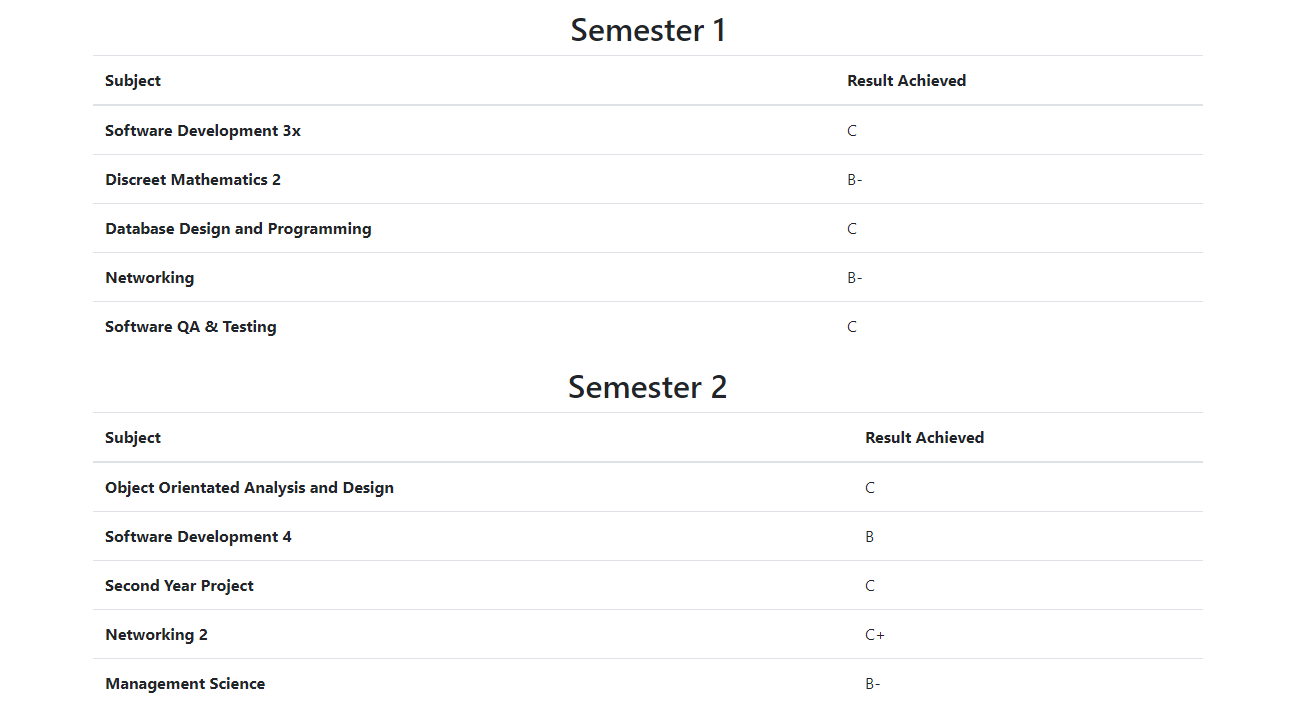 Semester 1
Subject Result Achieved
Software Development 3x C
Discreet Mathematics 2 B-
Database Design and Programming C
Networking B-
Software QA & Testing C
Semester 2
Subject Result Achieved
Object Orientated Analysis and Design C
Software Development 4 B
Second Year Project C
Networking 2 C+
Management Science B-